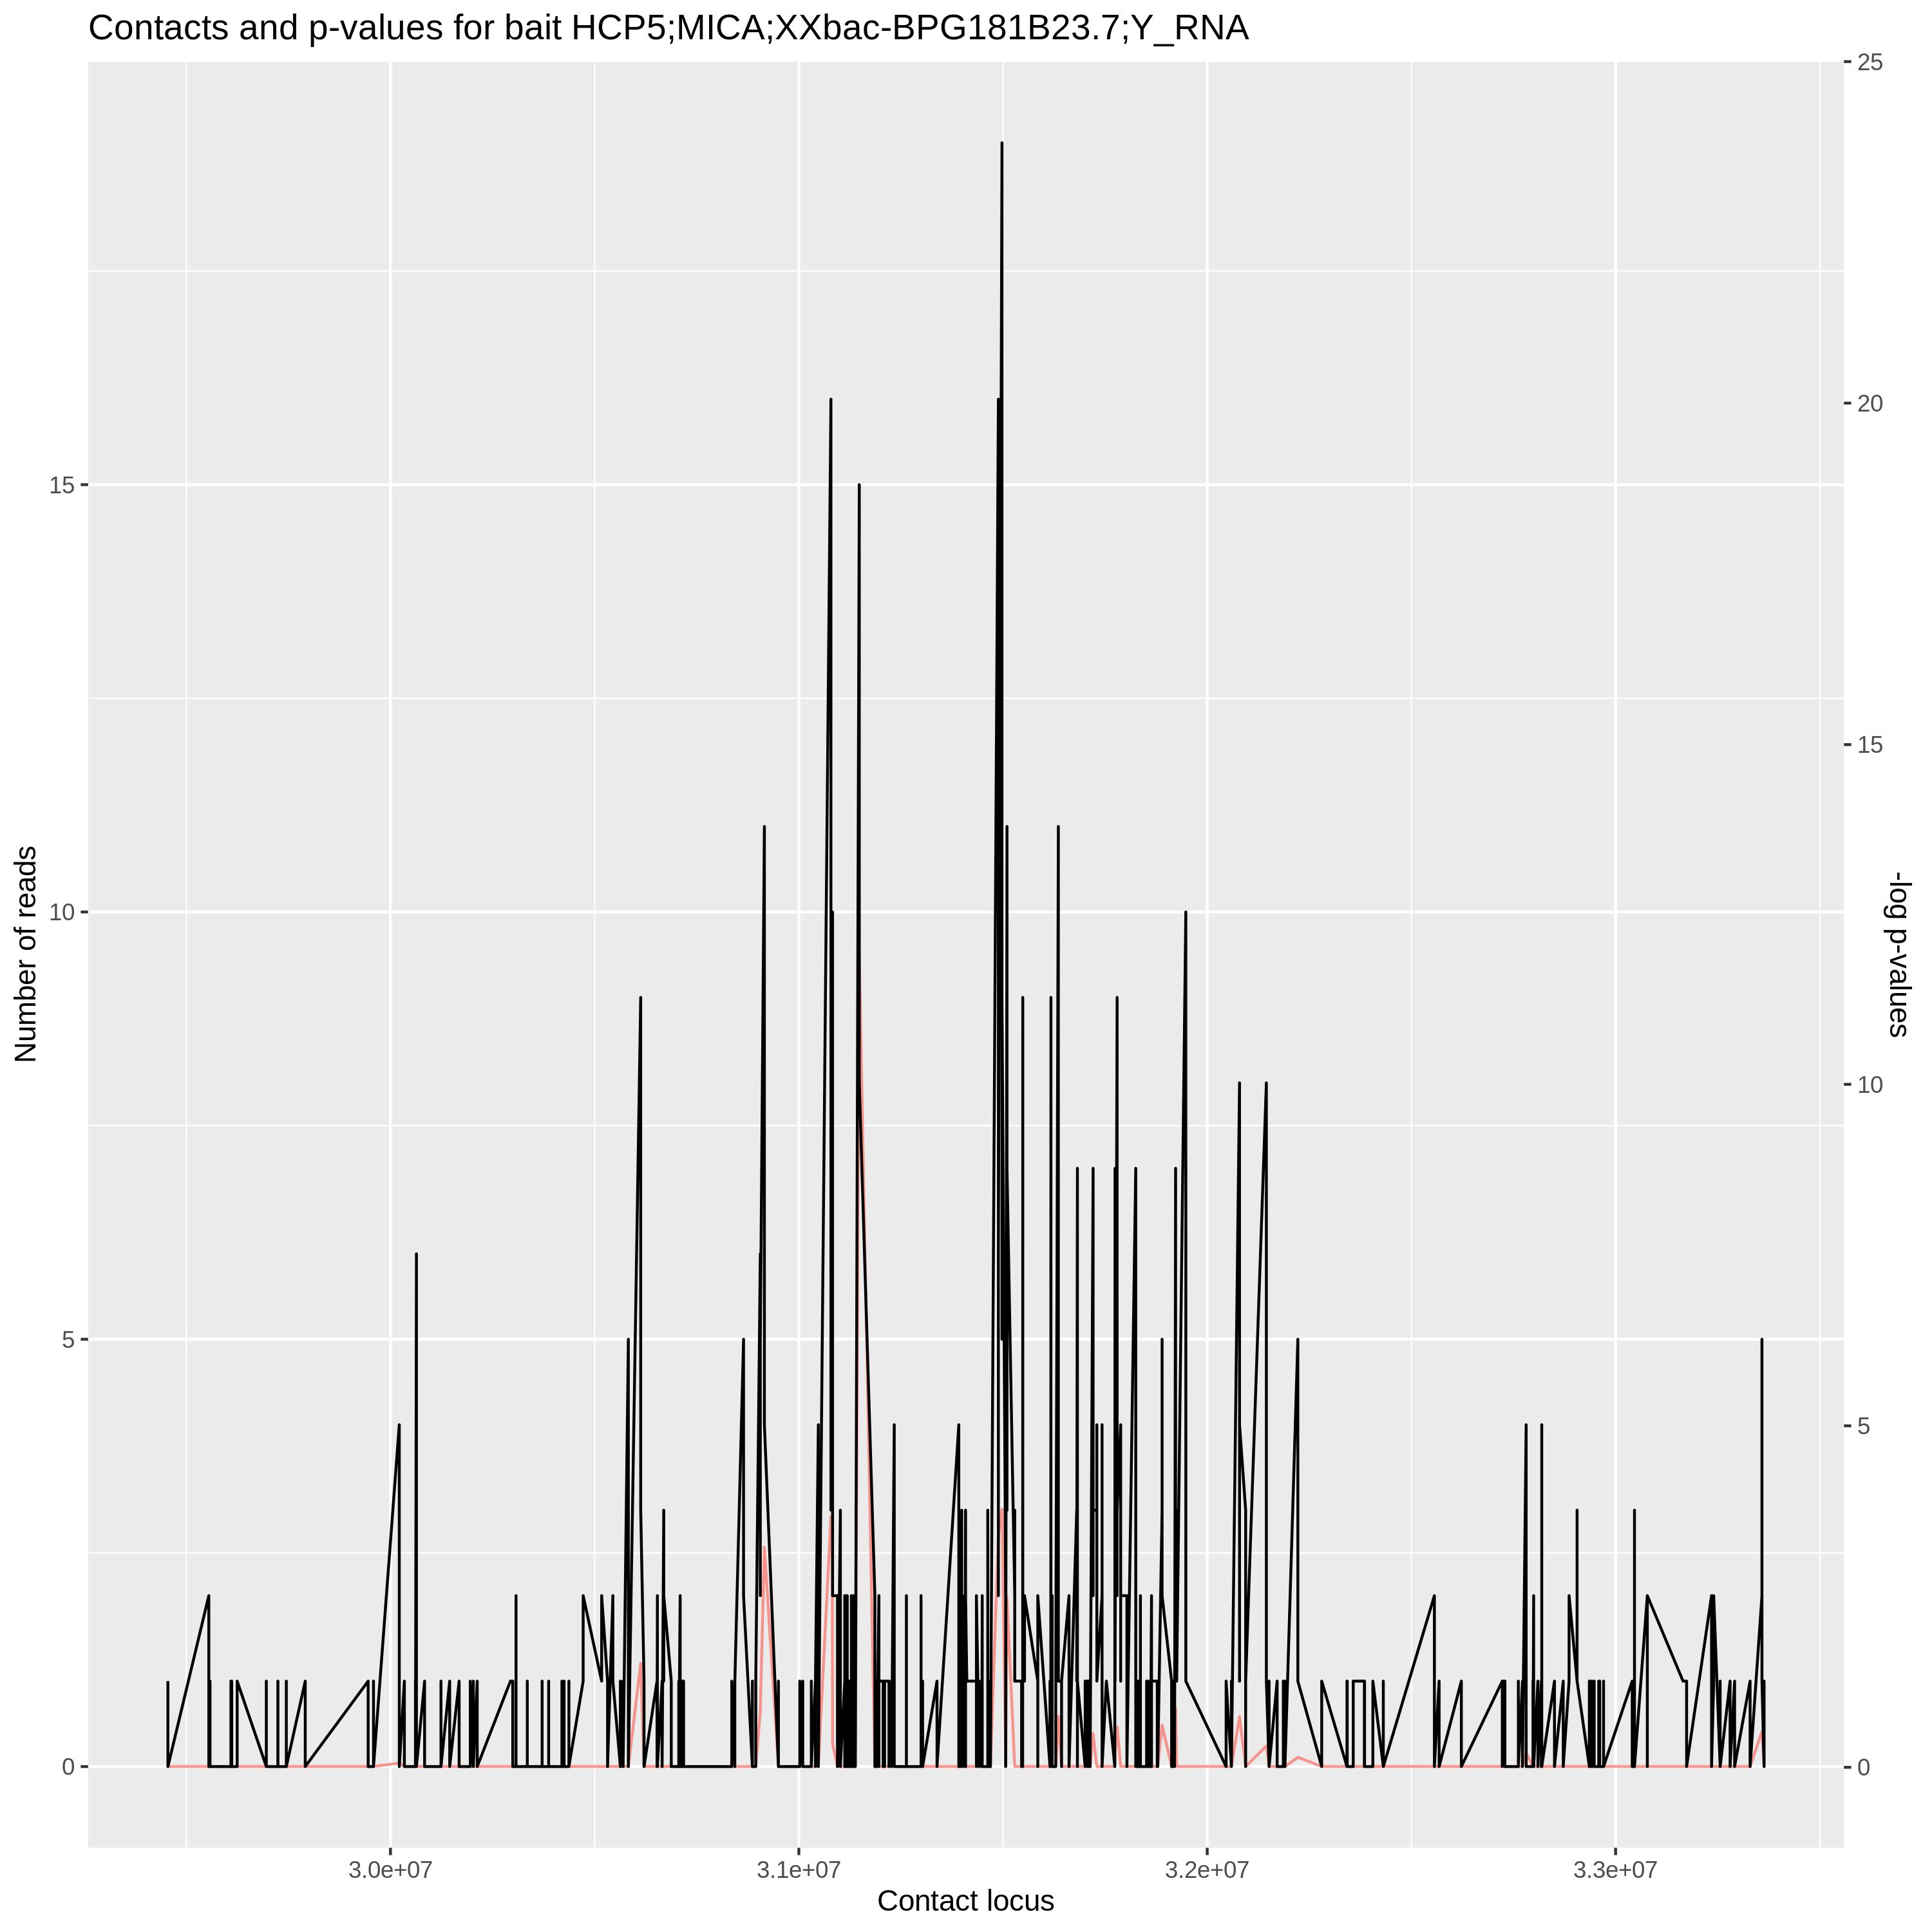 Contacts and p-values for bait HCP5;MICA;XXbac-BPG181B23.7;Y_RNA
25
20
15
15
10
10
5
5
0
0
Number of reads
-log p-values
3.0e+07 3.1e+07 3.2e+07 3.3e+07
Contact locus